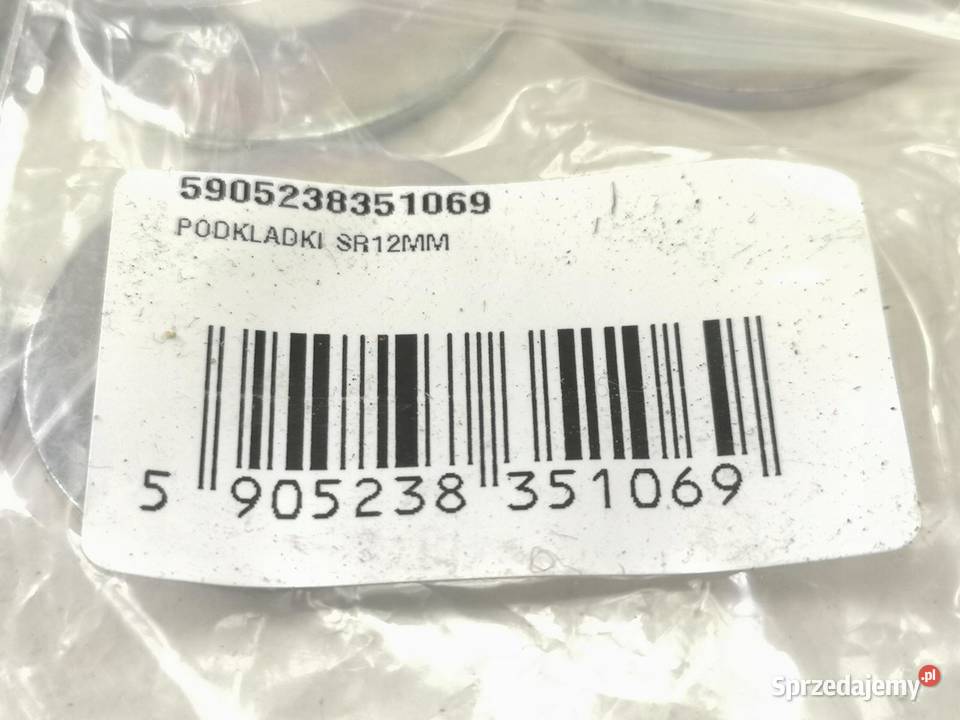 5905238351069
PODKLADKI SR12MM
5 905238 351069
Sprzedajemy.pl